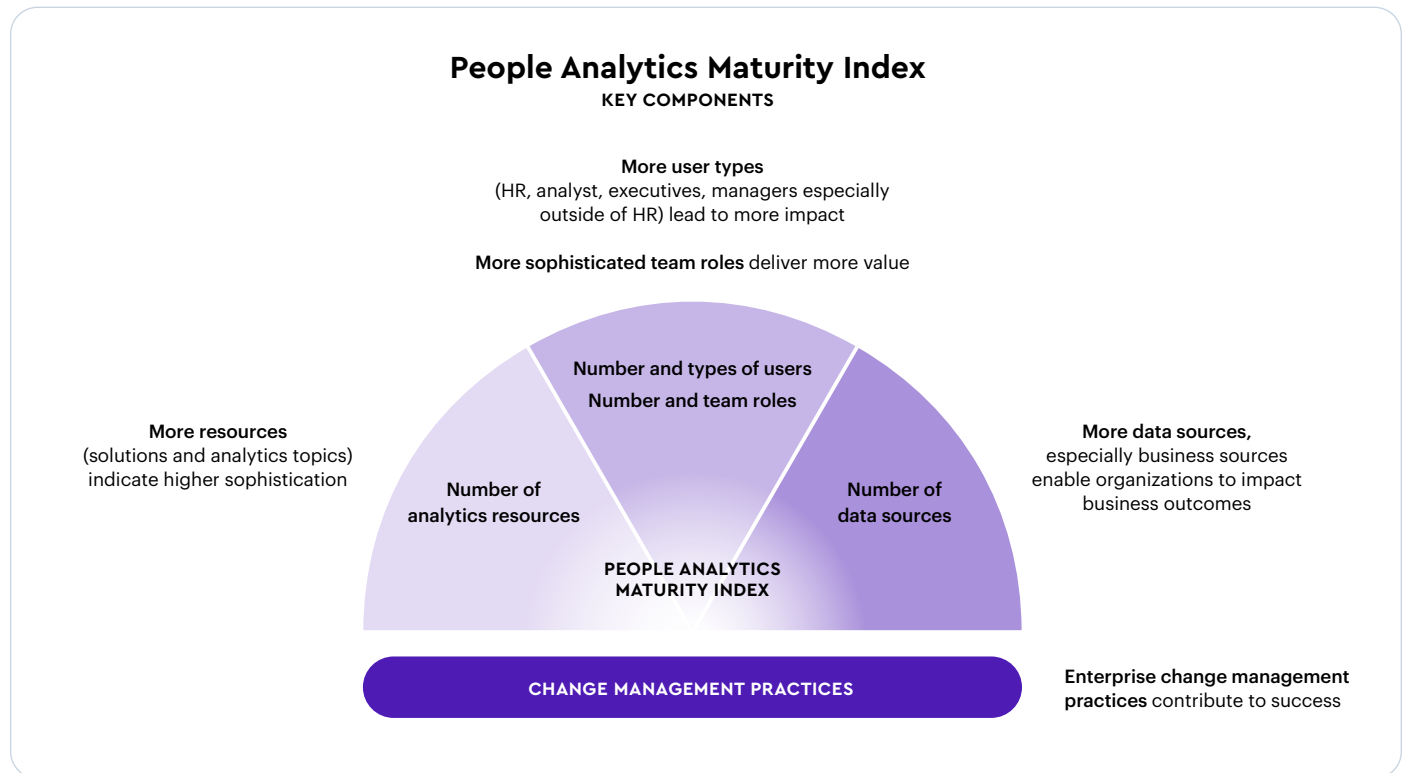 People Analytics Maturity Index
KEY COMPONENTS
More user types
(HR, analyst, executives, managers especially
outside of HR) lead to more impact
More sophisticated team roles deliver more value
Number and types of users
Number and team roles
More resources
(solutions and analytics topics)
indicate higher sophistication
Number of
analytics resources
Number of
data sources
More data sources,
especially business sources
enable organizations to impact
business outcomes
PEOPLE ANALYTICS
MATURITY INDEX
CHANGE MANAGEMENT PRACTICES
Enterprise change management
practices contribute to success